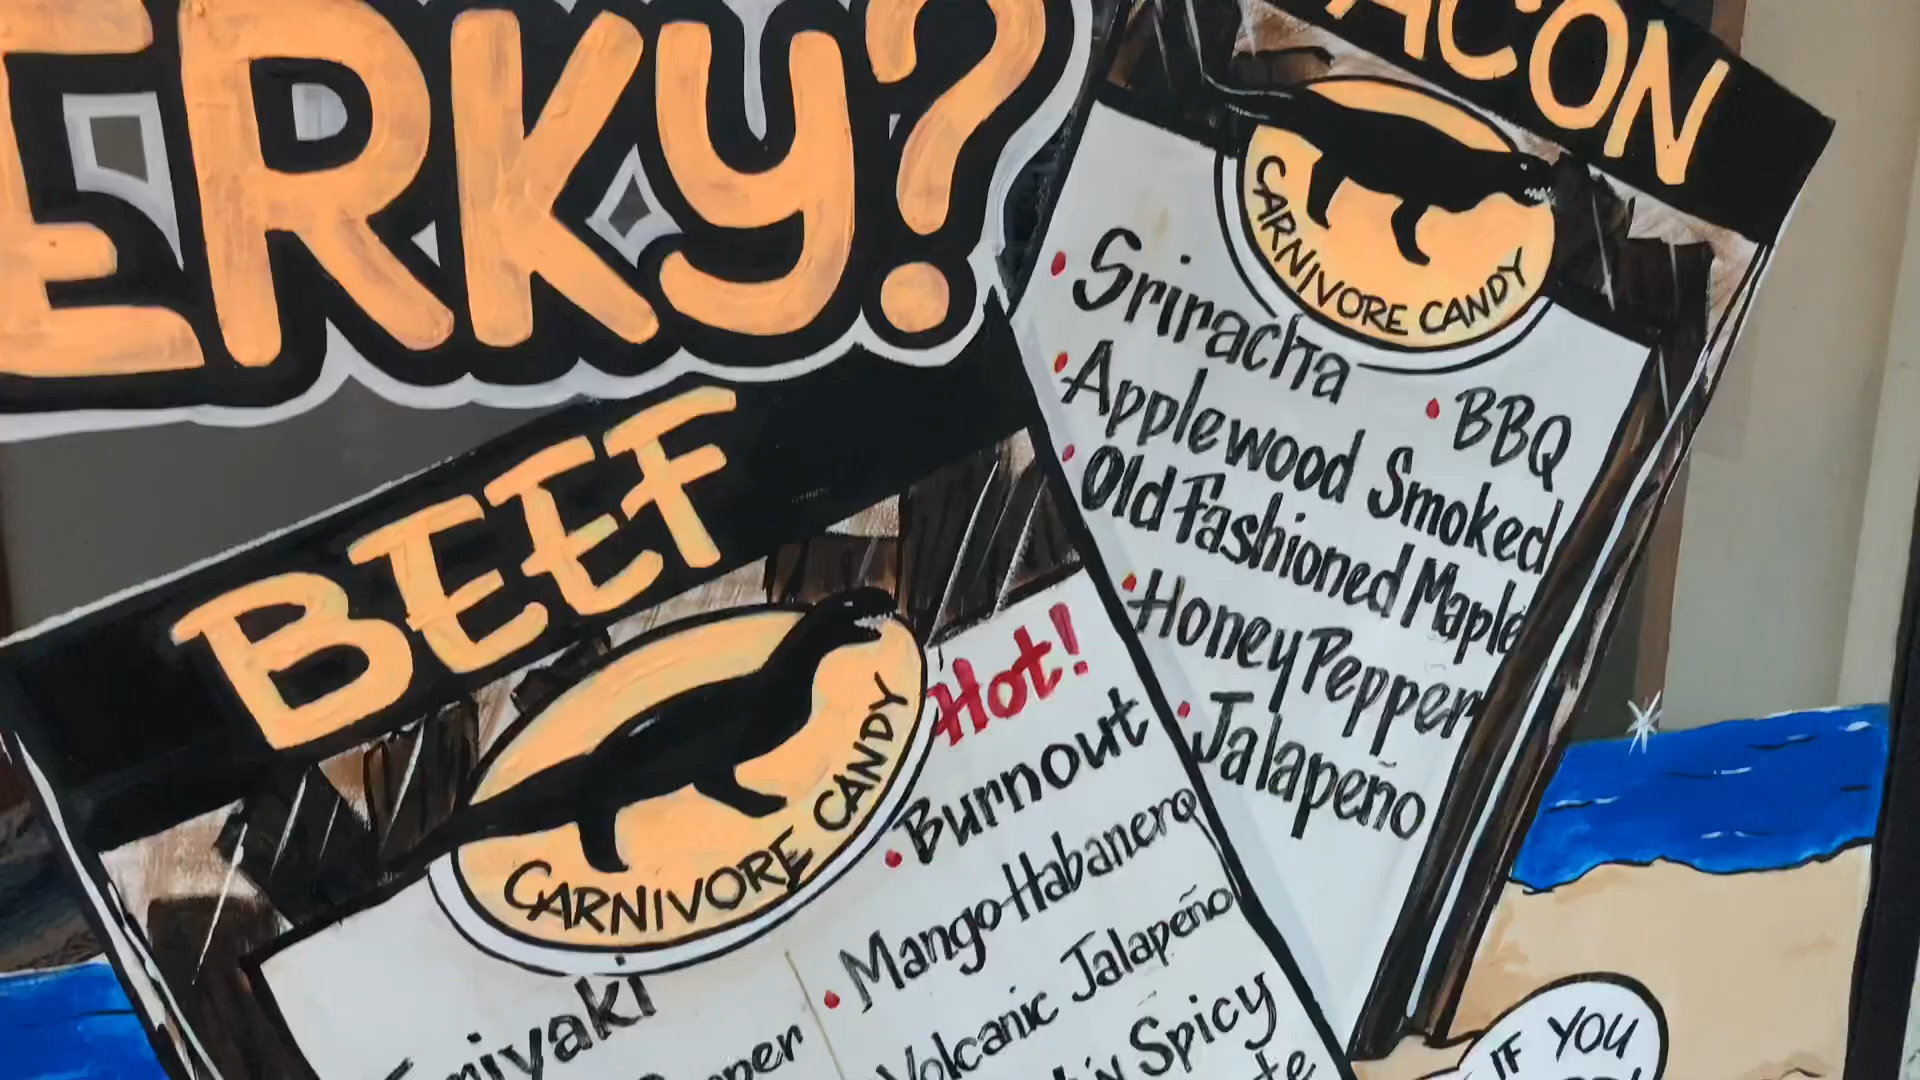 ERKY?
BACON
CARNIVORE CANDY
• Sriracha
• BBQ
• Applewood Smoked
• Old Fashioned Maple
• Honey Pepper
• Jalapeño
BEEF
CARNIVORE CANDY
Hot!
• Burnout
• Mango-Habanero
Volcanic Jalapeño
Spicy
IF YOU